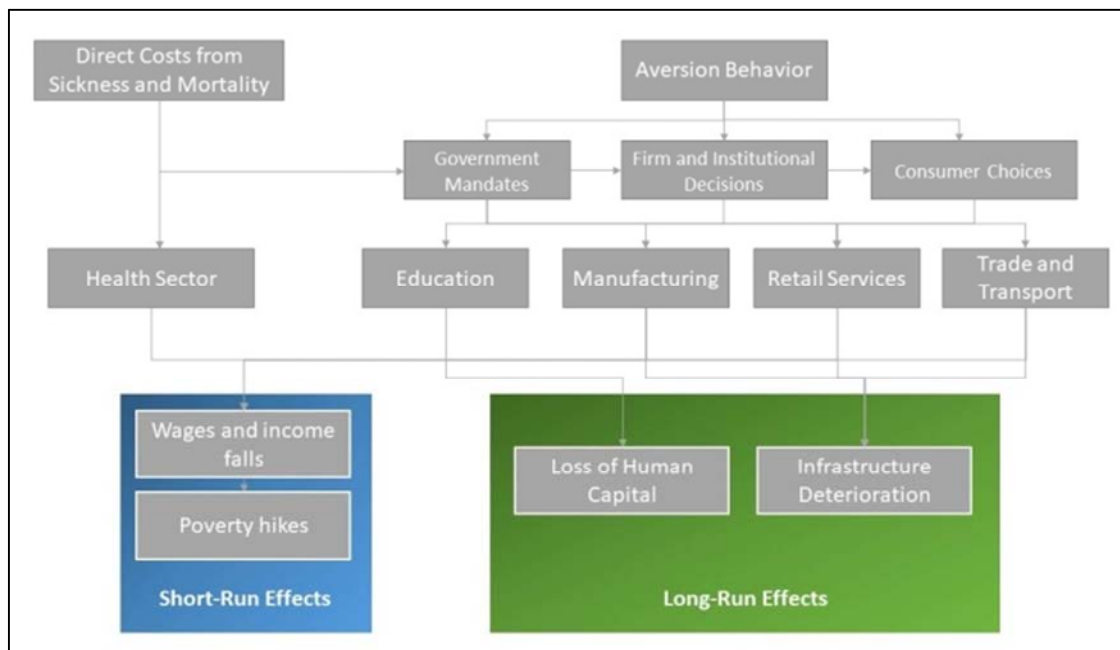 Direct Costs from
Sickness and Mortality
Aversion Behavior
Government
Mandates
Firm and Institutional
Decisions
Consumer Choices
Health Sector
Education
Manufacturing
Retail Services
Trade and
Transport
Wages and income
falls
Poverty hikes
Short-Run Effects
Loss of Human
Capital
Infrastructure
Deterioration
Long-Run Effects